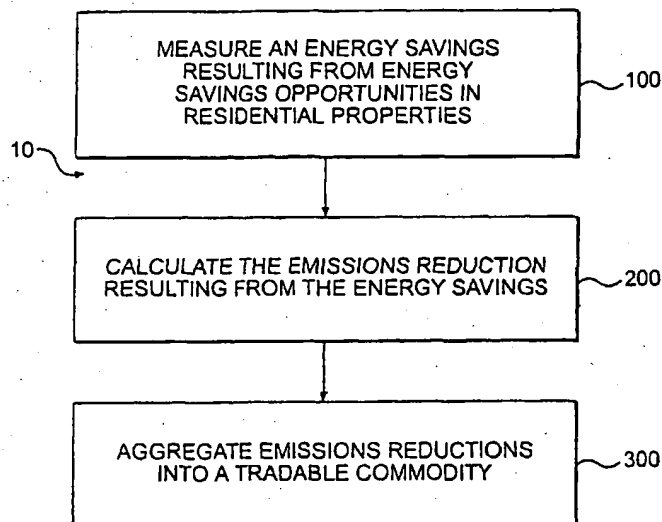 MEASURE AN ENERGY SAVINGS
RESULTING FROM ENERGY
SAVINGS OPPORTUNITIES IN
RESIDENTIAL PROPERTIES
100
10
CALCULATE THE EMISSIONS REDUCTION
RESULTING FROM THE ENERGY SAVINGS
200
AGGREGATE EMISSIONS REDUCTIONS
INTO A TRADABLE COMMODITY
300